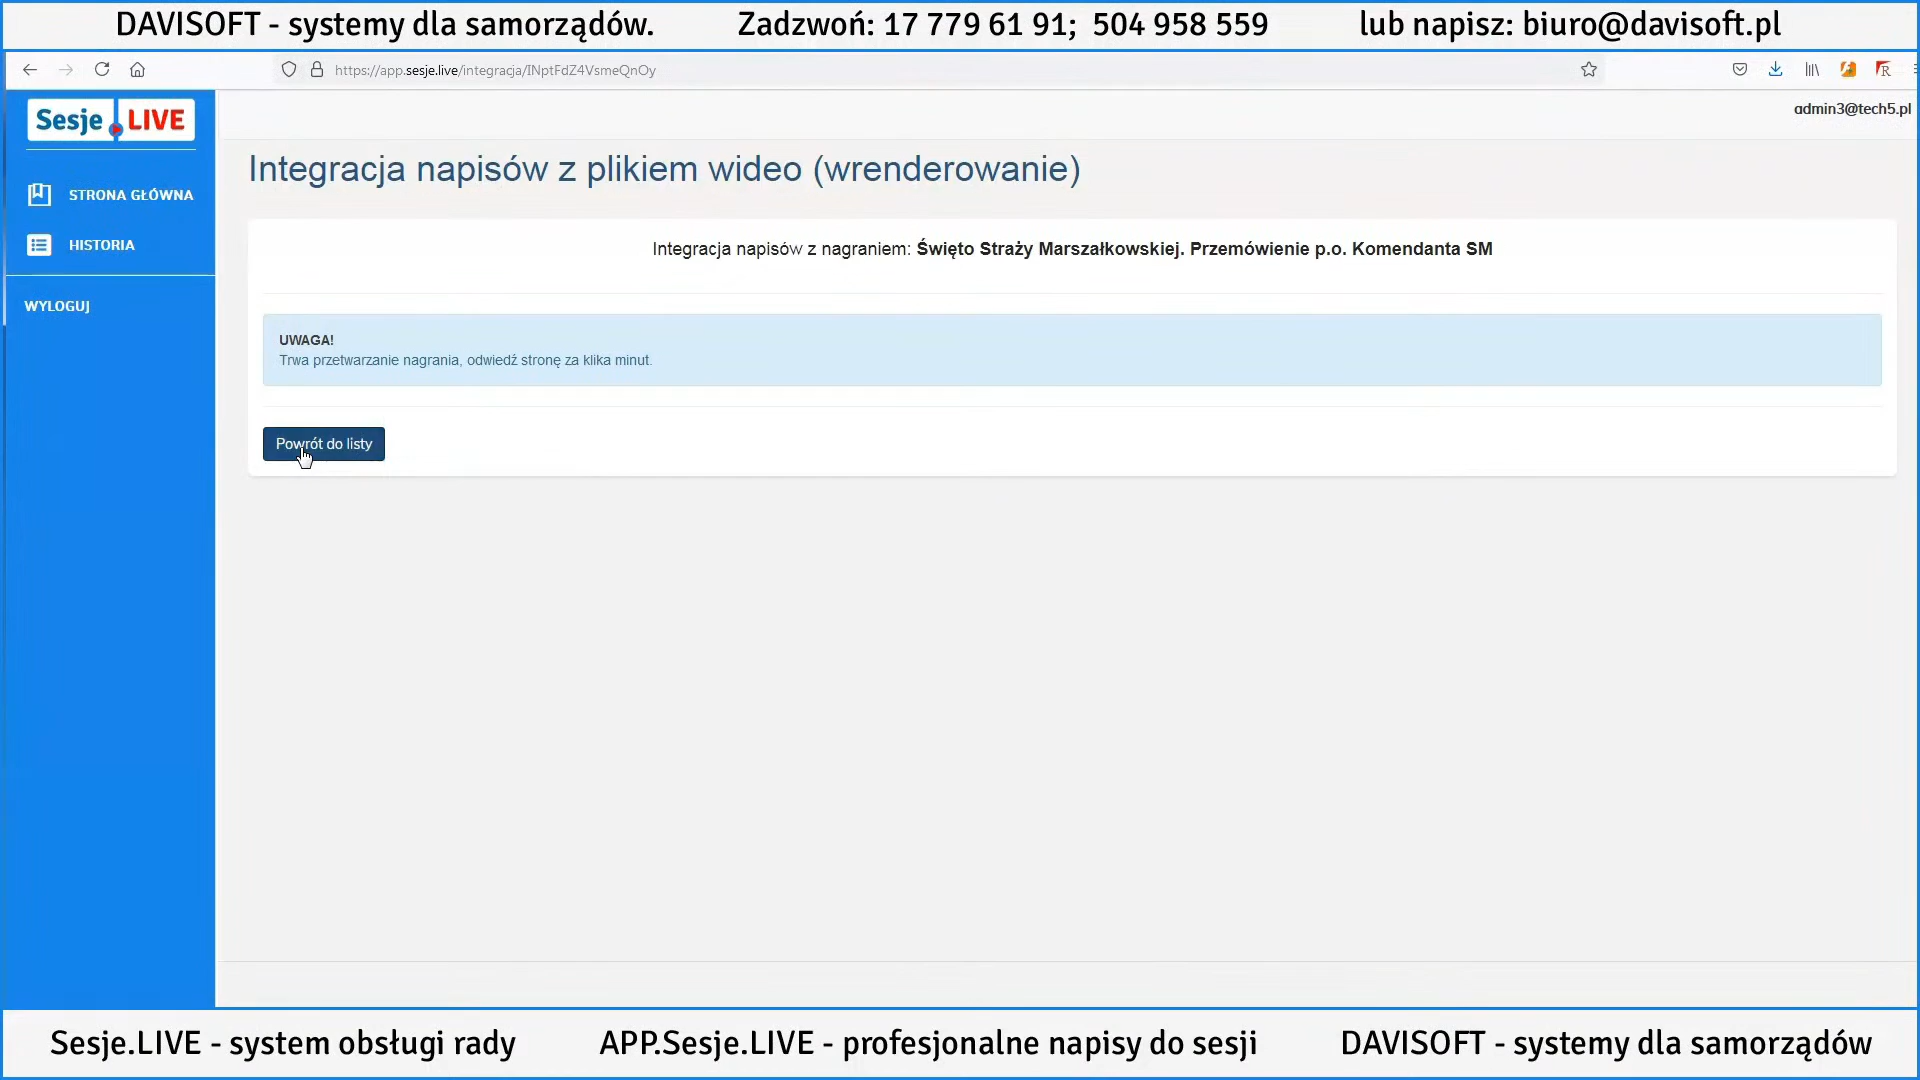 DAVISOFT - systemy dla samorządów. Zadzwoń: 17 779 61 91; 504 958 559 lub napisz: biuro@davisoft.pl
https://app.sesje.live/integracja/INptFdZ4VsmeQnOy
Sesje LIVE
admin3@tech5.pl
STRONA GŁÓWNA
HISTORIA
WYLOGUJ
Integracja napisów z plikiem wideo (wrenderowanie)
Integracja napisów z nagraniem: Święto Straży Marszałkowskiej. Przemówienie p.o. Komendanta SM
UWAGA!
Trwa przetwarzanie nagrania, odwiedź stronę za klika minut.
Powrót do listy
Sesje.LIVE - system obsługi rady APP.Sesje.LIVE - profesjonalne napisy do sesji DAVISOFT - systemy dla samorządów